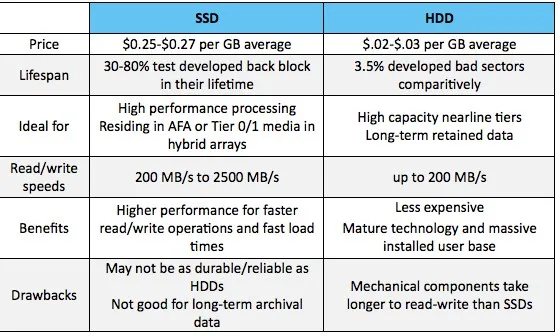 SSD HDD
Price $0.25-$0.27 per GB average $.02-$.03 per GB average
Lifespan 30-80% test developed back block
in their lifetime 3.5% developed bad sectors
comparitively
Ideal for High performance processing
Residing in AFA or Tier 0/1 media in
hybrid arrays High capacity nearline tiers
Long-term retained data
Read/write
speeds 200 MB/s to 2500 MB/s up to 200 MB/s
Benefits Higher performance for faster
read/write operations and fast load
times Less expensive
Mature technology and massive
installed user base
Drawbacks May not be as durable/reliable as
HDDs
Not good for long-term archival
data Mechanical components take
longer to read-write than SSDs